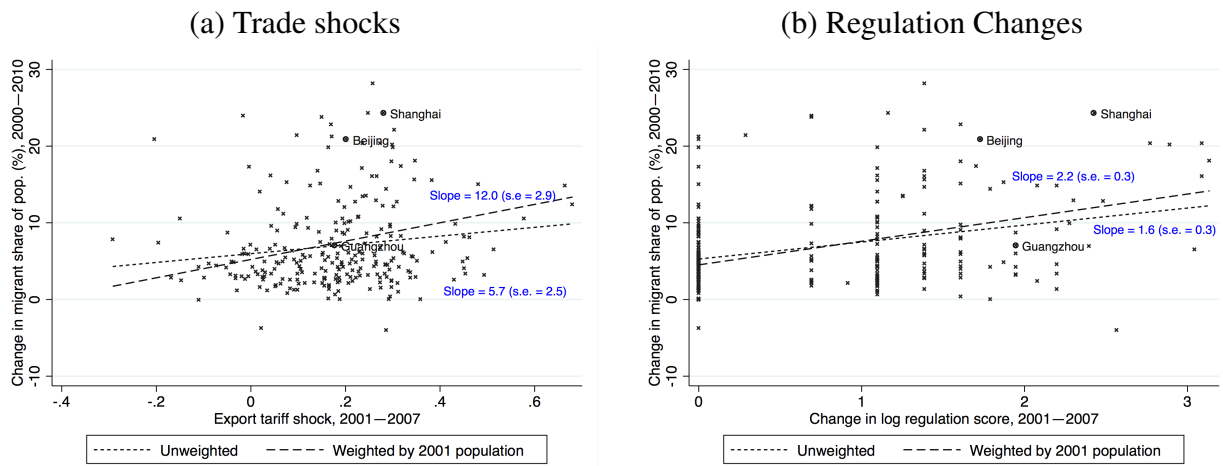 (a) Trade shocks
Change in migrant share of pop. (%), 2000—2010
30
20
10
0
-10
Shanghai
Beijing
Slope = 12.0 (s.e = 2.9)
Guangzhou
Slope = 5.7 (s.e. = 2.5)
-.4
-.2
0
.2
.4
.6
Export tariff shock, 2001—2007
Unweighted
Weighted by 2001 population
(b) Regulation Changes
Change in migrant share of pop. (%), 2000—2010
30
20
10
0
-10
Shanghai
Beijing
Slope = 2.2 (s.e. = 0.3)
Slope = 1.6 (s.e. = 0.3)
Guangzhou
0
1
2
3
Change in log regulation score, 2001—2007
Unweighted
Weighted by 2001 population